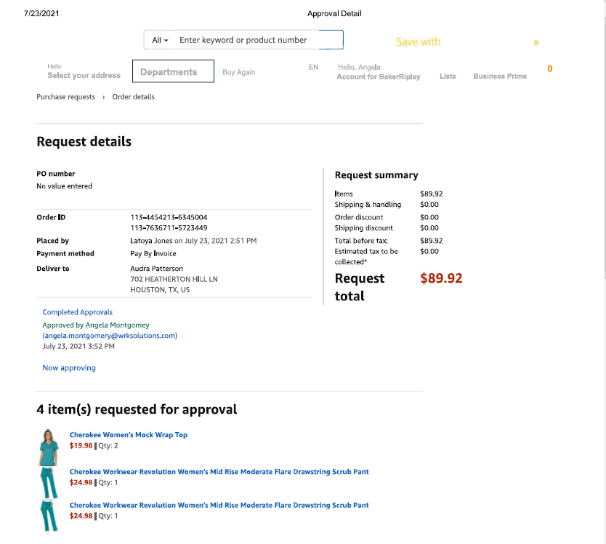 7/23/2021 Approval Detail
All Enter keyword or product number
Save with »
Hello
Select your address
Departments
Buy Again
EN
Hello, Angela
Account for BakerRipley
Lists
Business Prime
0
Purchase requests › Order details
Request details
PO number
No value entered
Order ID 113-4454213-6345004
113-7636711-5723449
Placed by Latoya Jones on July 23, 2021 2:51 PM
Payment method Pay By Invoice
Deliver to Audra Patterson
702 HEATHERTON HILL LN
HOUSTON, TX, US
Request summary
Items $89.92
Shipping & handling $0.00
Order discount $0.00
Shipping discount $0.00
Total before tax: $89.92
Estimated tax to be $0.00
collected*
Request $89.92
total
Completed Approvals
Approved by Angela Montgomey
(angela.montgomery@wrksolutions.com)
July 23, 2021 3:52 PM
Now approving
4 item(s) requested for approval
Cherokee Women's Mock Wrap Top
$19.98 | Qty: 2
Cherokee Workwear Revolution Women's Mid Rise Moderate Flare Drawstring Scrub Pant
$24.98 | Qty: 1
Cherokee Workwear Revolution Women's Mid Rise Moderate Flare Drawstring Scrub Pant
$24.98 | Qty: 1